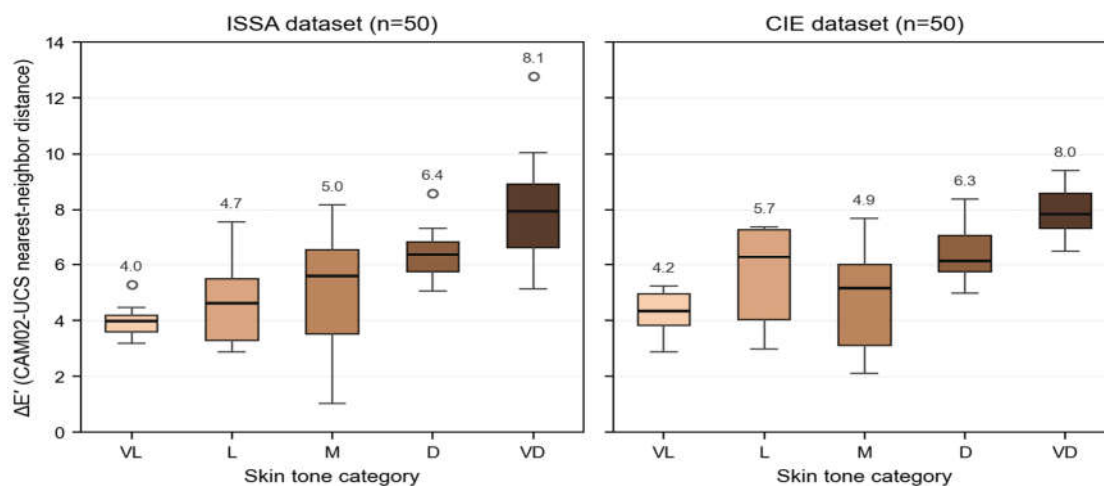 ISSA dataset (n=50)
CIE dataset (n=50)
ΔE′ (CAM02-UCS nearest-neighbor distance)
14
12
10
8
6
4
2
0
4.0
4.7
5.0
6.4
8.1
4.2
5.7
4.9
6.3
8.0
VL L M D VD
VL L M D VD
Skin tone category
Skin tone category